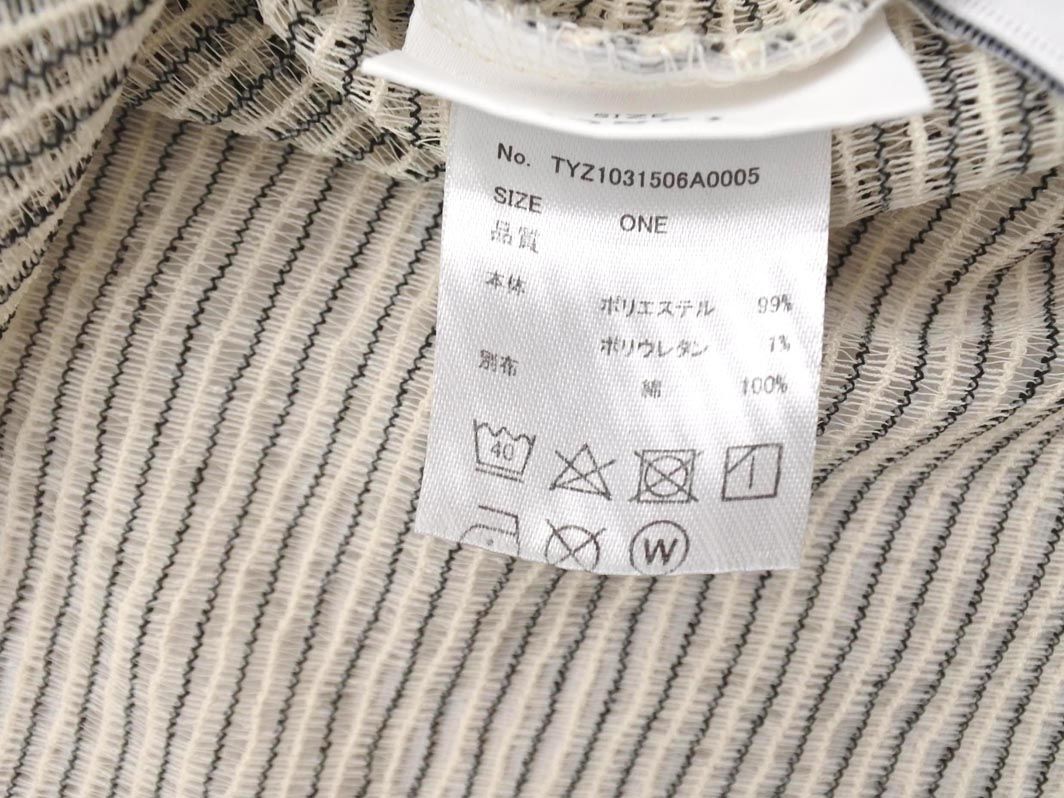 No. TYZ1031506A0005
SIZE ONE
品質
本体 ポリエステル 99%
ポリウレタン 1%
別布 綿 100%
40
W